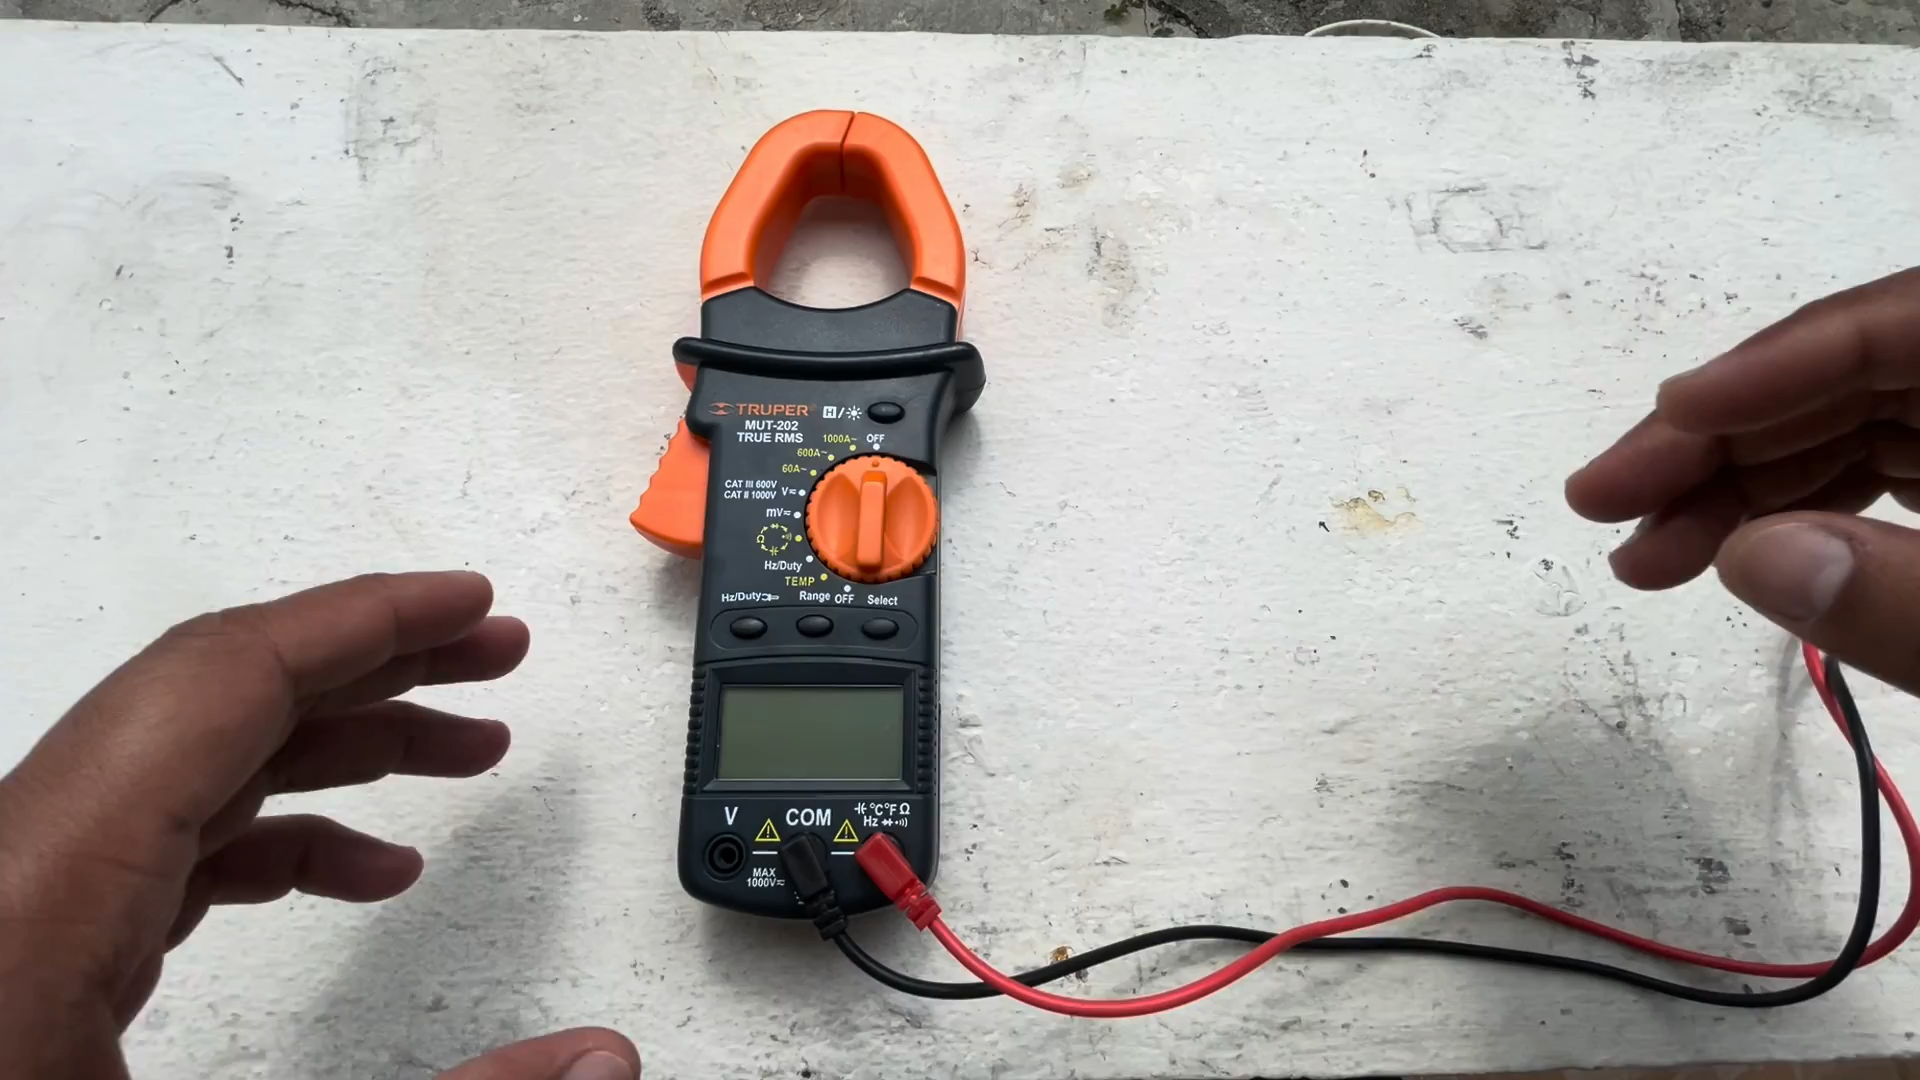 TRUPER H/
MUT-202
TRUE RMS
1000A~ OFF
600A~
60A~
CAT III 600V
CAT II 1000V
V≂
mV≂
Ω
Hz/Duty
TEMP
OFF
Hz/Duty Range Select
V COM °C°F Ω
Hz
MAX
1000V≂